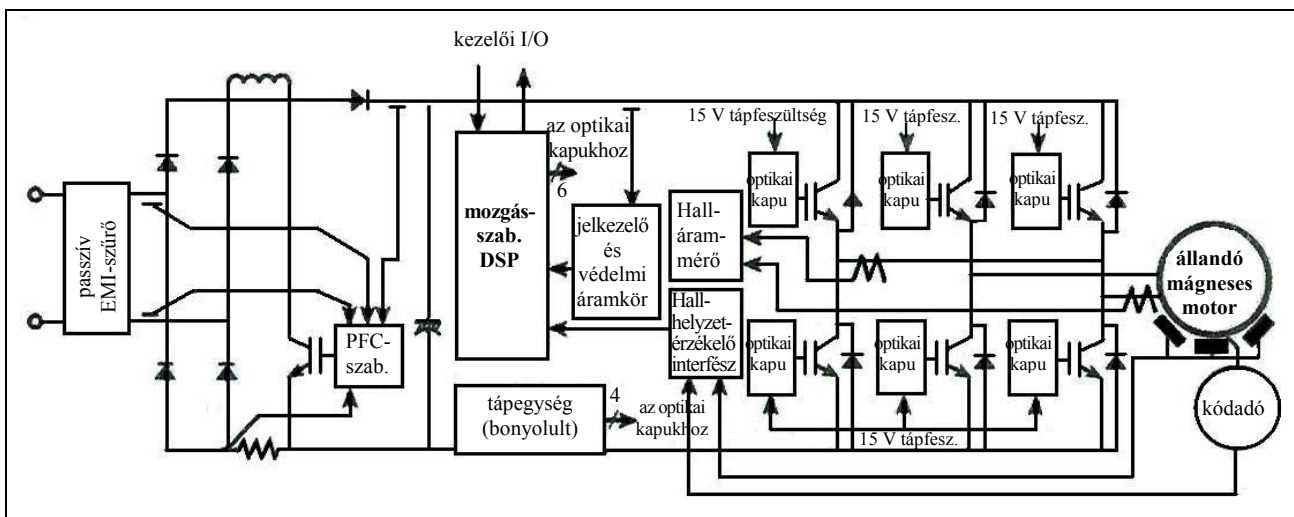 kezelői I/O
15 V tápfeszültség
15 V tápfesz.
15 V tápfesz.
az optikai
kapukhoz
6
passzív
EMI-szűrő
mozgás-
szab.
DSP
jelkezelő
és
védelmi
áramkör
Hall-
áram-
mérő
optikai
kapu
optikai
kapu
optikai
kapu
állandó
mágneses
motor
Hall-
helyzet-
érzékelő
interfész
PFC-
szab.
optikai
kapu
optikai
kapu
optikai
kapu
tápegység
(bonyolult)
4
az optikai
kapukhoz
15 V tápfesz.
kódadó